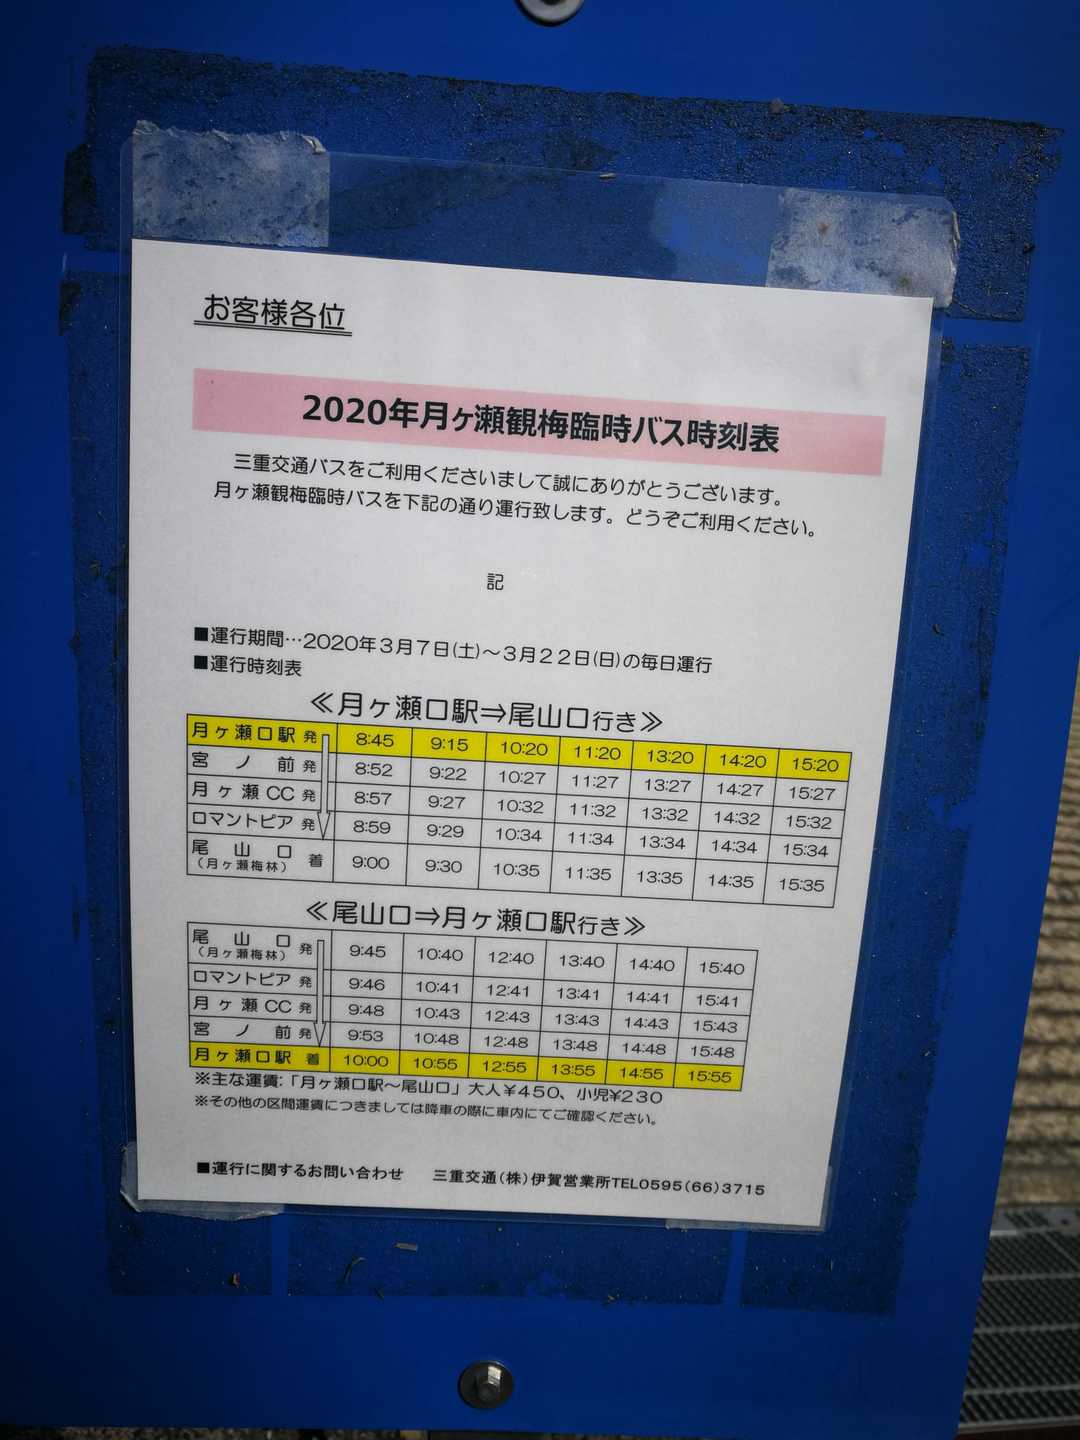 お客様各位
2020年月ヶ瀬観梅臨時バス時刻表
三重交通バスをご利用くださいまして誠にありがとうございます。
月ヶ瀬観梅臨時バスを下記の通り運行致します。どうぞご利用ください。
記
■運行期間…2020年3月7日(土)～3月22日(日)の毎日運行
■運行時刻表
≪月ヶ瀬口駅⇒尾山口行き≫
月ヶ瀬口駅 発 8:45 9:15 10:20 11:20 13:20 14:20 15:20
宮ノ前 発 8:52 9:22 10:27 11:27 13:27 14:27 15:27
月ヶ瀬CC 発 8:57 9:27 10:32 11:32 13:32 14:32 15:32
ロマントピア 発 8:59 9:29 10:34 11:34 13:34 14:34 15:34
尾山口 (月ヶ瀬梅林) 着 9:00 9:30 10:35 11:35 13:35 14:35 15:35
≪尾山口⇒月ヶ瀬口駅行き≫
尾山口 (月ヶ瀬梅林) 発 9:45 10:40 12:40 13:40 14:40 15:40
ロマントピア 発 9:46 10:41 12:41 13:41 14:41 15:41
月ヶ瀬CC 発 9:48 10:43 12:43 13:43 14:43 15:43
宮ノ前 発 9:53 10:48 12:48 13:48 14:48 15:48
月ヶ瀬口駅 着 10:00 10:55 12:55 13:55 14:55 15:55
※主な運賃:「月ヶ瀬口駅～尾山口」大人¥450、小児¥230
※その他の区間運賃につきましては降車の際に車内にてご確認ください。
■運行に関するお問い合わせ 三重交通(株)伊賀営業所TEL0595(66)3715